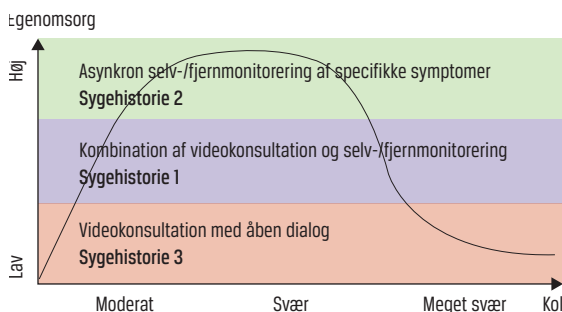 Egenomsorg
Høj
Asynkron selv-/fjernmonitorering af specifikke symptomer
Sygehistorie 2
Kombination af videokonsultation og selv-/fjernmonitorering
Sygehistorie 1
Videokonsultation med åben dialog
Sygehistorie 3
Lav
Moderat Svær Meget svær Kol